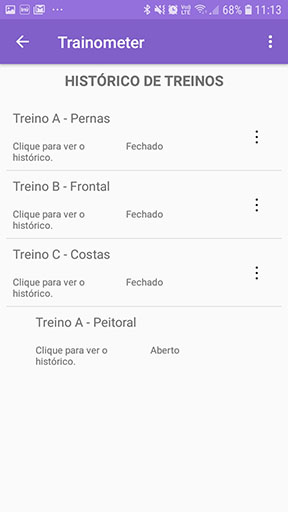 68% 11:13
Trainometer
HISTÓRICO DE TREINOS
Treino A - Pernas
Clique para ver o Fechado
histórico.
Treino B - Frontal
Clique para ver o Fechado
histórico.
Treino C - Costas
Clique para ver o Fechado
histórico.
Treino A - Peitoral
Clique para ver o Aberto
histórico.